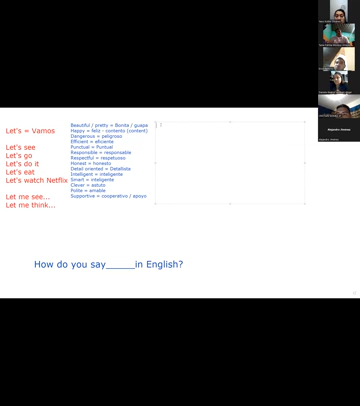 Let's = Vamos
Let's see
Let's go
Let's do it
Let's eat
Let's watch Netflix
Let me see...
Let me think...
Beautiful / pretty = Bonita / guapa
Happy = feliz - contento (content)
Dangerous = peligroso
Efficient = eficiente
Punctual = Puntual
Responsible = responsable
Respectful = respetuoso
Honest = honesto
Detail oriented = Detallista
Intelligent = inteligente
Smart = inteligente
Clever = astuto
Polite = amable
Supportive = cooperativo / apoyo
How do you say_____in English?